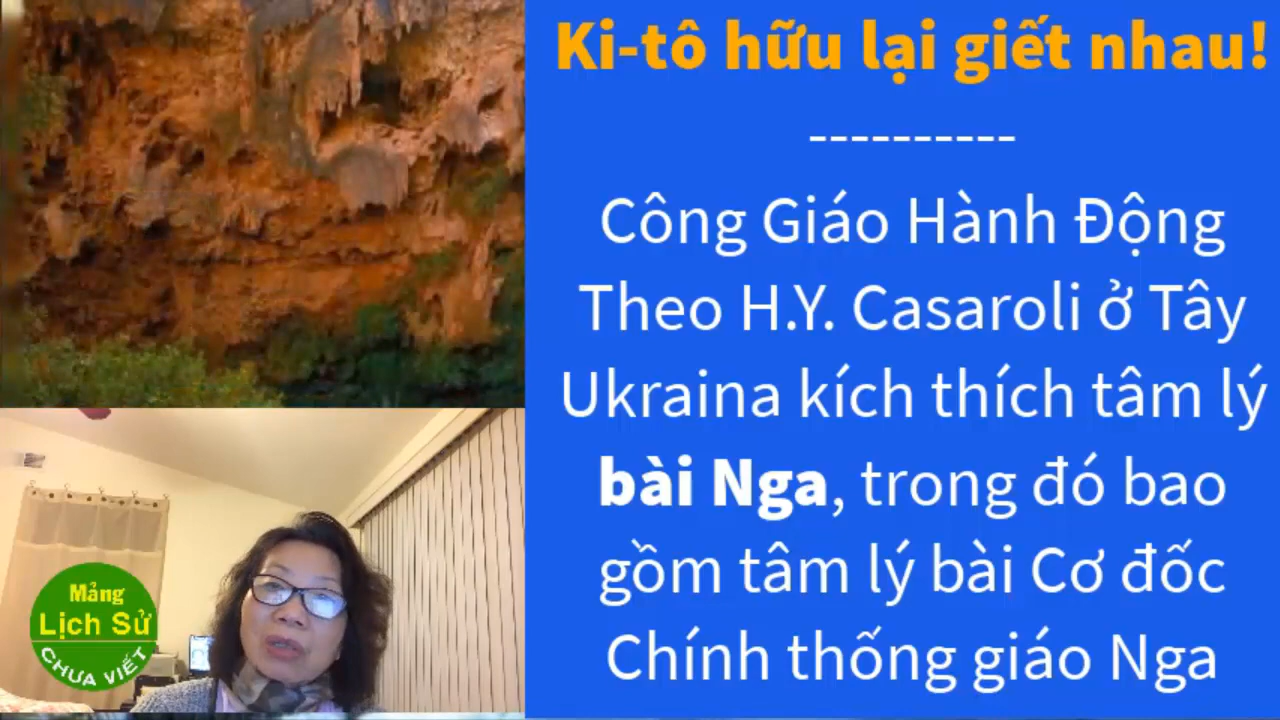 Ki-tô hữu lại giết nhau!
----------
Công Giáo Hành Động
Theo H.Y. Casaroli ở Tây
Ukraina kích thích tâm lý
bài Nga, trong đó bao
gồm tâm lý bài Cơ đốc
Chính thống giáo Nga
Mảng
Lịch Sử
CHƯA VIẾT